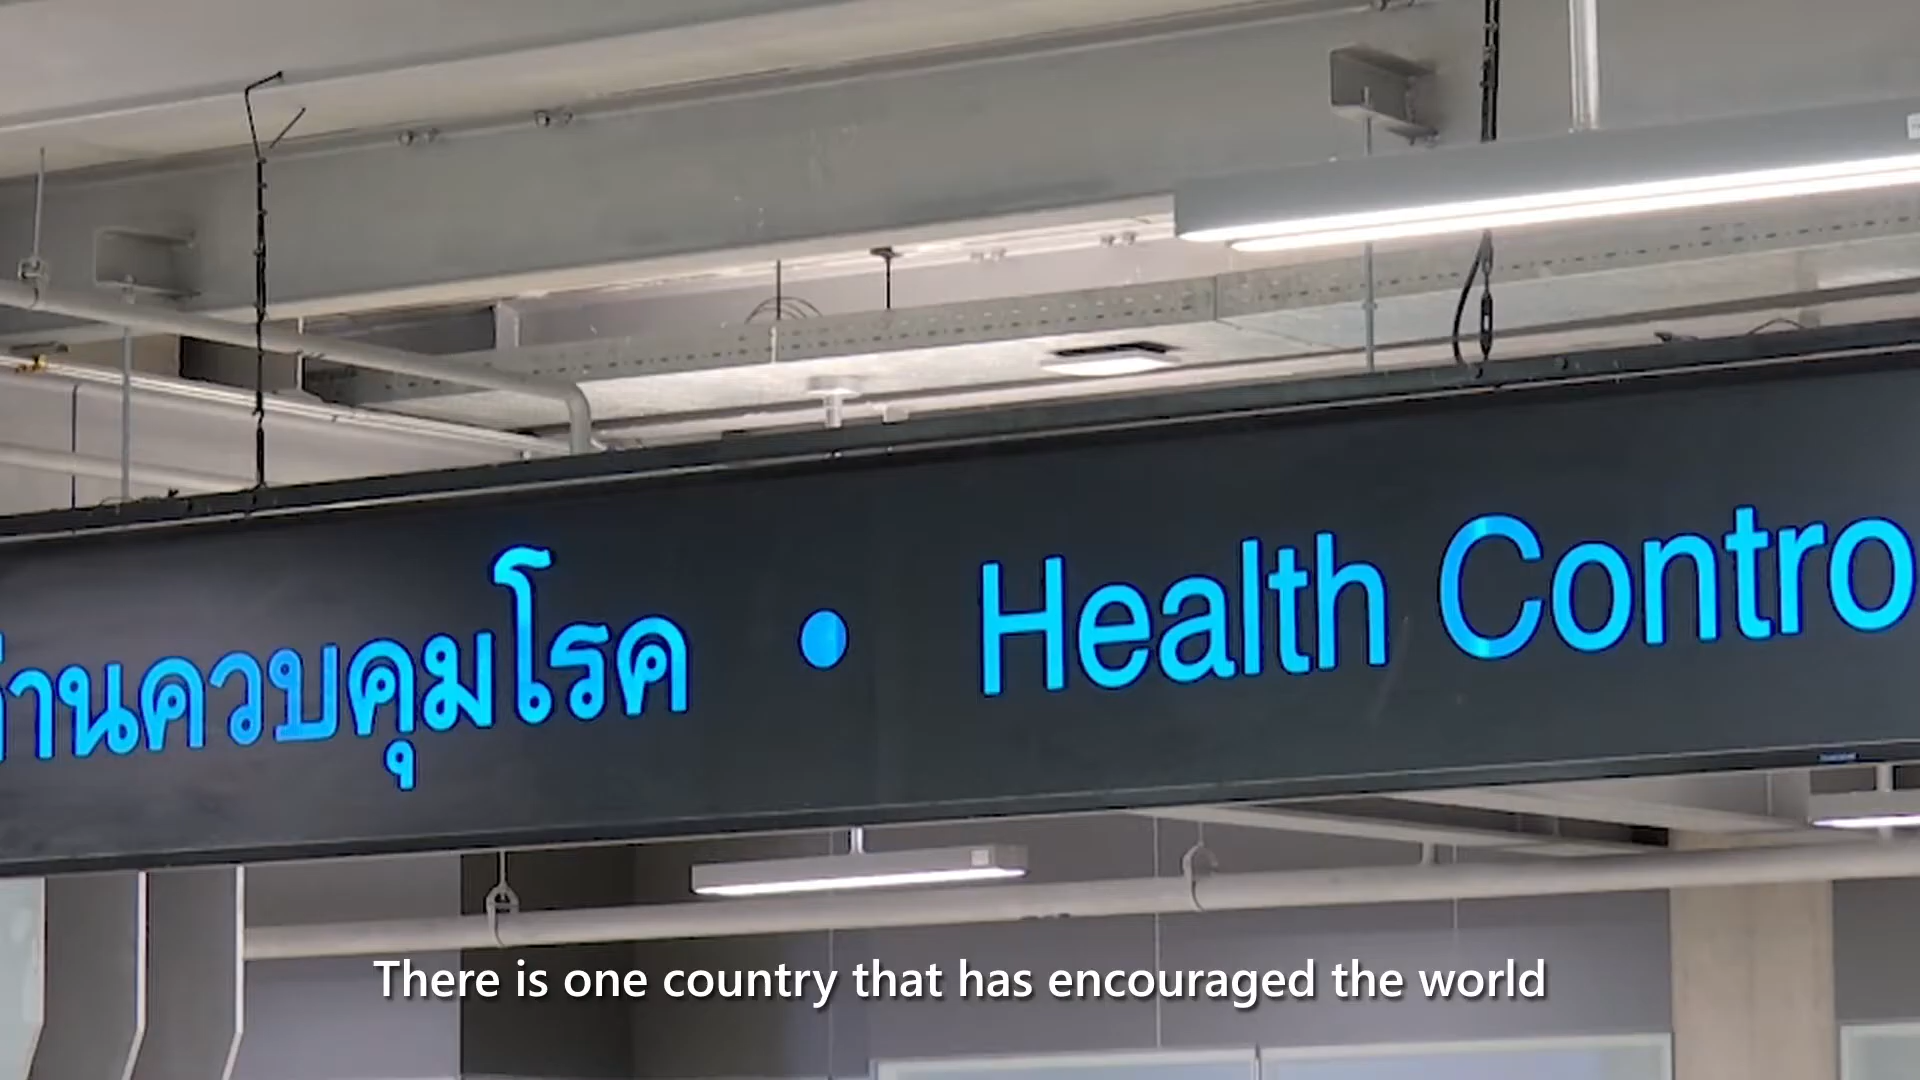 ด่านควบคุมโรค • Health Contro
There is one country that has encouraged the world